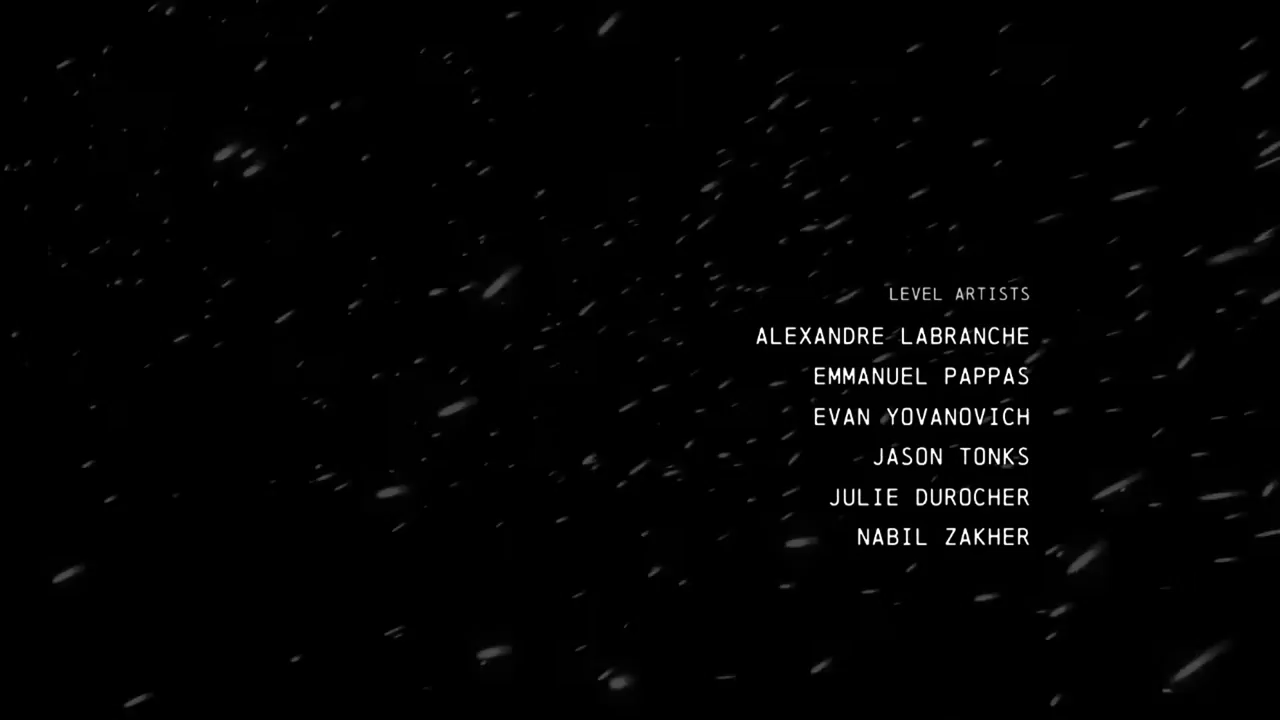 LEVEL ARTISTS
ALEXANDRE LABRANCHE
EMMANUEL PAPPAS
EVAN YOVANOVICH
JASON TONKS
JULIE DUROCHER
NABIL ZAKHER